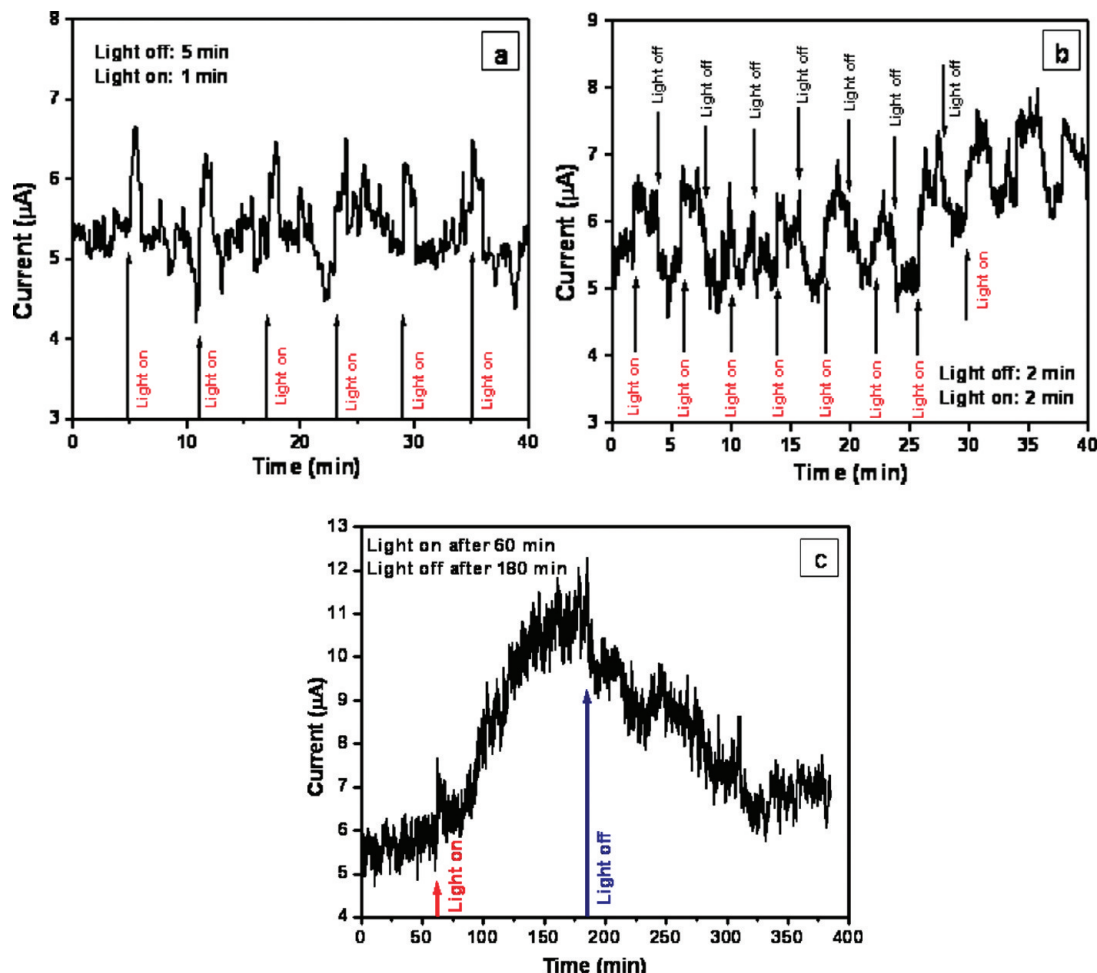 Light off: 5 min
Light on: 1 min
a
8
7
6
5
4
3
Current (μA)
Light on
Light on
Light on
Light on
Light on
Light on
0
10
20
30
40
Time (min)
b
9
8
7
6
5
4
3
Current (μA)
Light off
Light off
Light off
Light off
Light off
Light off
Light off
Light on
Light on
Light on
Light on
Light on
Light on
Light on
Light on
Light off: 2 min
Light on: 2 min
0
5
10
15
20
25
30
35
40
Time (min)
Light on after 60 min
Light off after 180 min
c
13
12
11
10
9
8
7
6
5
4
Current (μA)
Light on
Light off
0
50
100
150
200
250
300
350
400
Time (min)